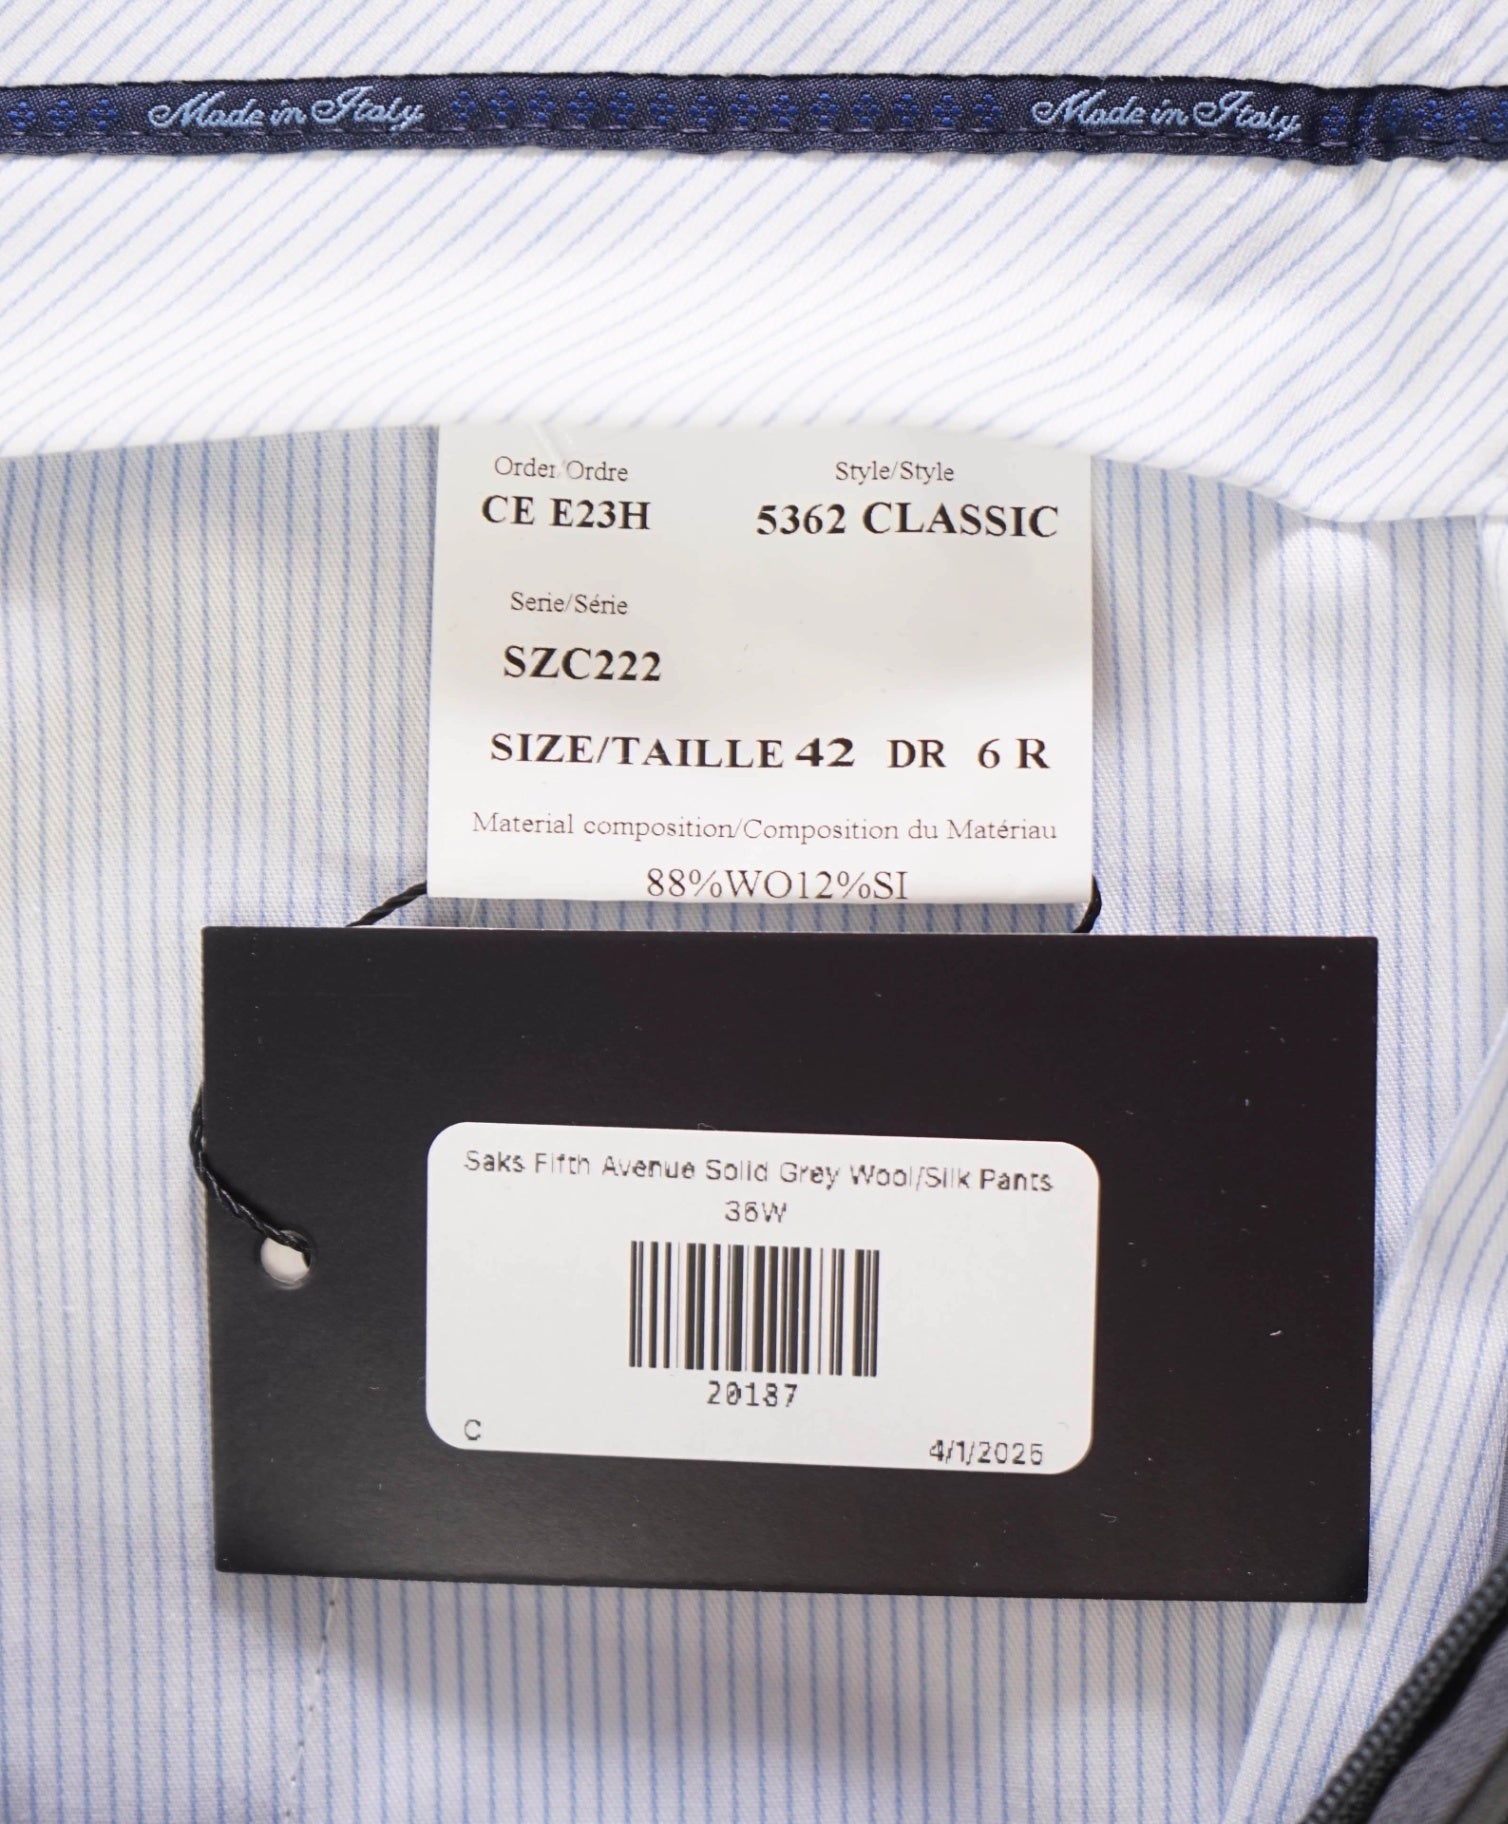 Made in Italy Made in Italy
Order/Ordre Style/Style
CE E23H 5362 CLASSIC
Serie/Série
SZC222
SIZE/TAILLE 42 DR 6 R
Material composition/Composition du Matériau
88%WO12%SI
Saks Fifth Avenue Solid Grey Wool/Silk Pants
36W
20187
C
4/1/2025